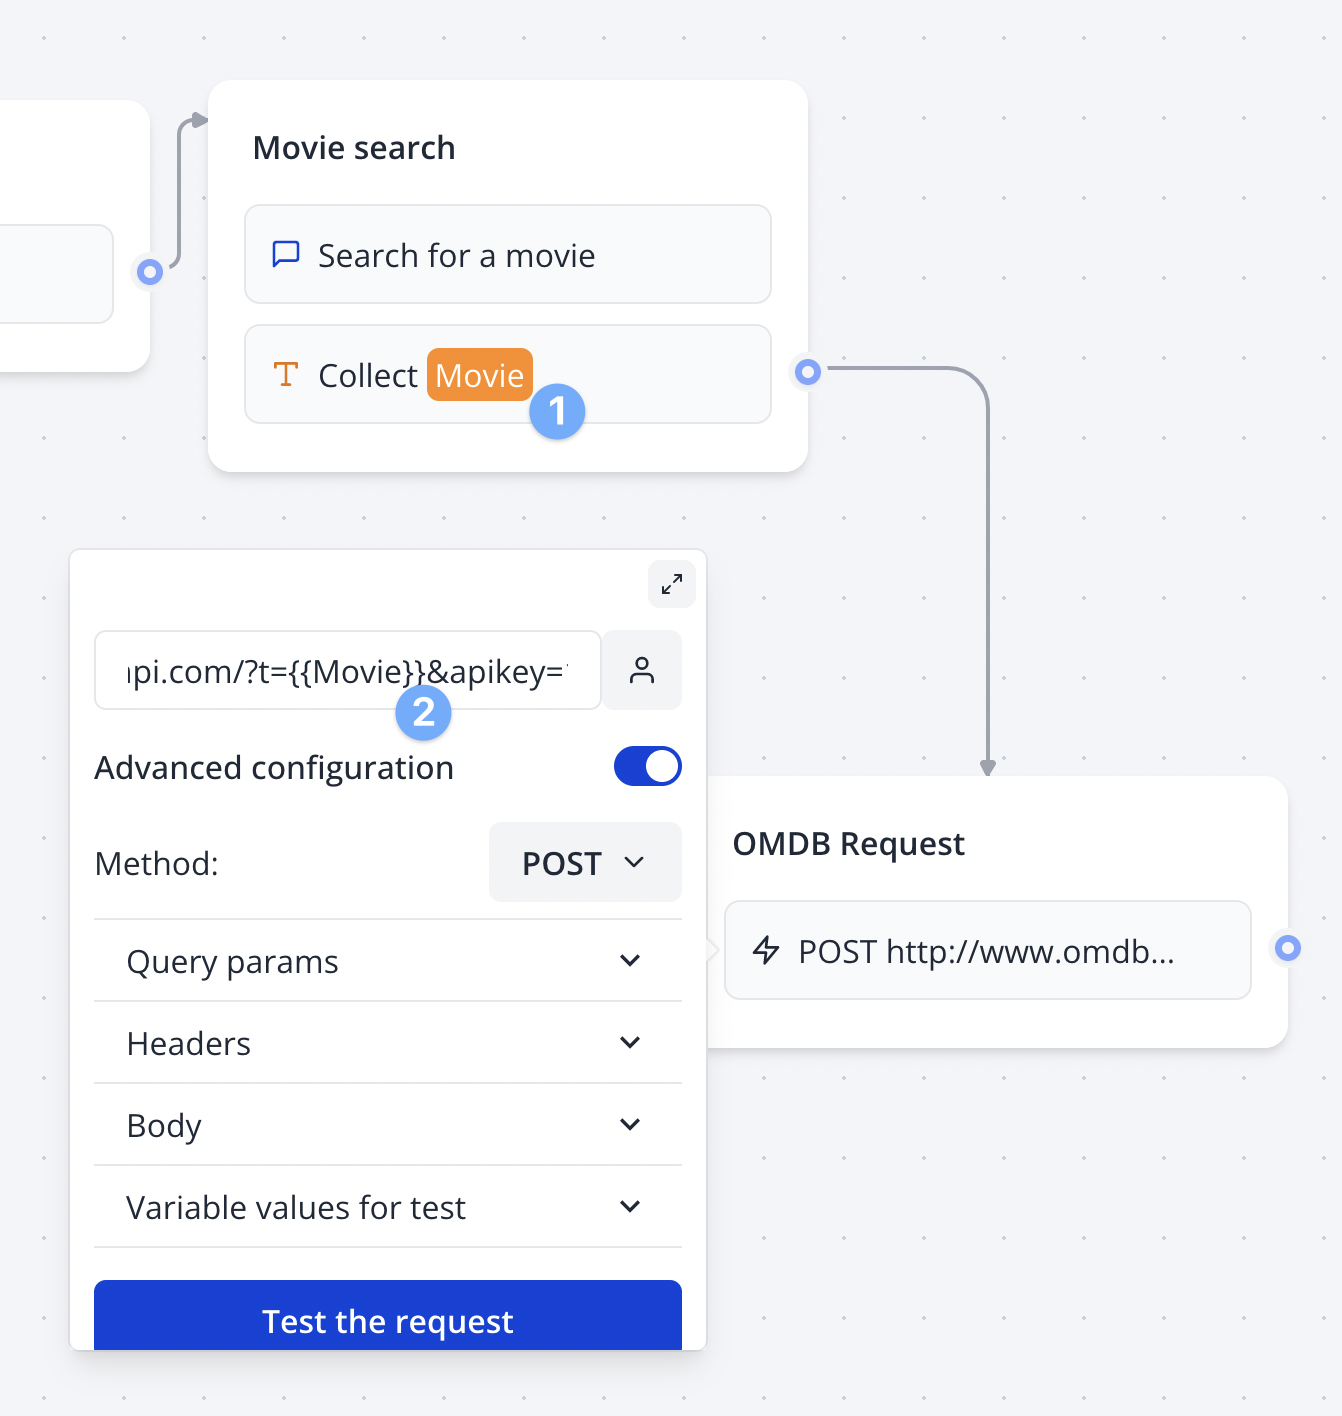 Movie search
Search for a movie
Collect Movie
1
pi.com/?t={{Movie}}&apikey=
2
Advanced configuration
Method: POST
Query params
Headers
Body
Variable values for test
Test the request
OMDB Request
POST http://www.omdb...